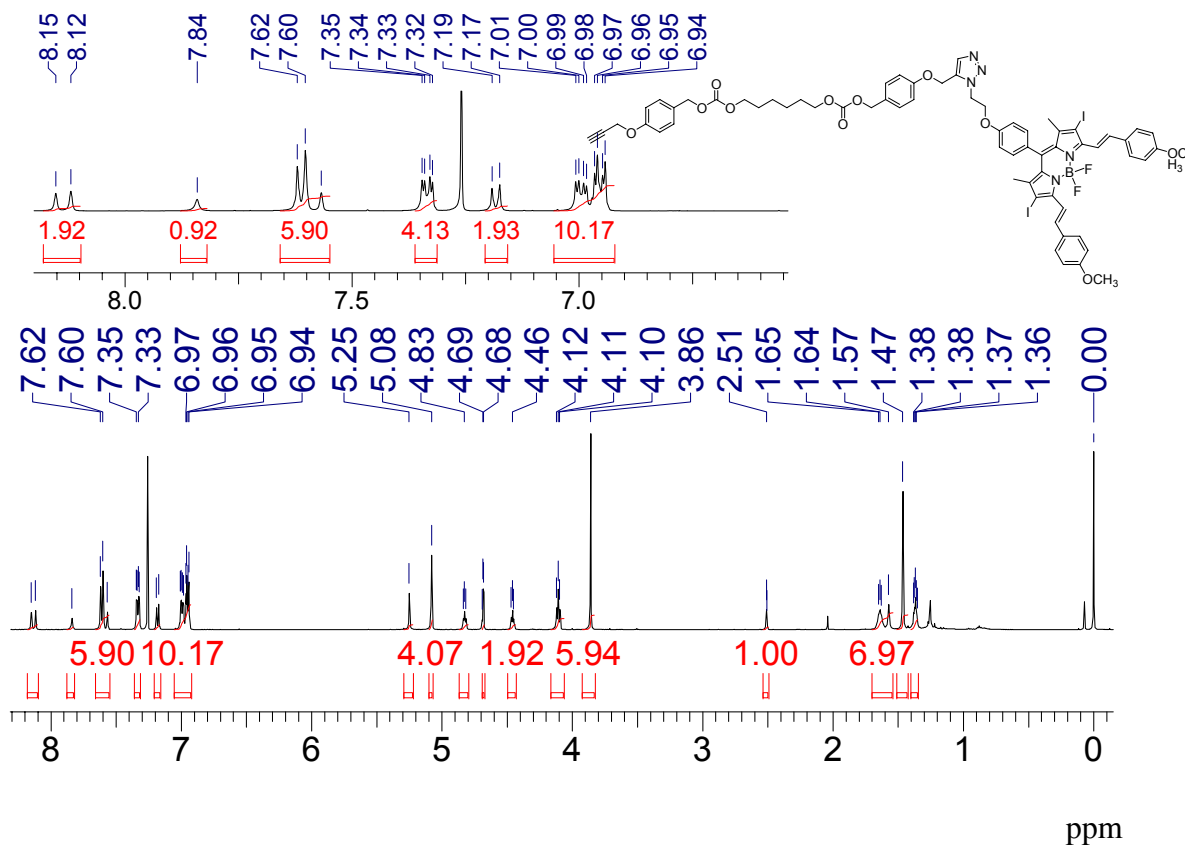 8.15 8.12 7.84 7.62 7.60 7.35 7.34 7.33 7.32 7.19 7.17 7.01 7.00 6.99 6.98 6.97 6.96 6.95 6.94
N N N
O O O O O O O O
I
N N B F F
I
OCH3
OCH3
1.92 0.92 5.90 4.13 1.93 10.17
8.0 7.5 7.0
7.62 7.60 7.35 7.33 6.97 6.96 6.95 6.94 5.25 5.08 4.83 4.69 4.68 4.46 4.12 4.11 4.10 3.86 2.51 1.65 1.64 1.57 1.47 1.38 1.38 1.37 1.36 0.00
5.90 10.17 4.07 1.92 5.94 1.00 6.97
8 7 6 5 4 3 2 1 0
ppm